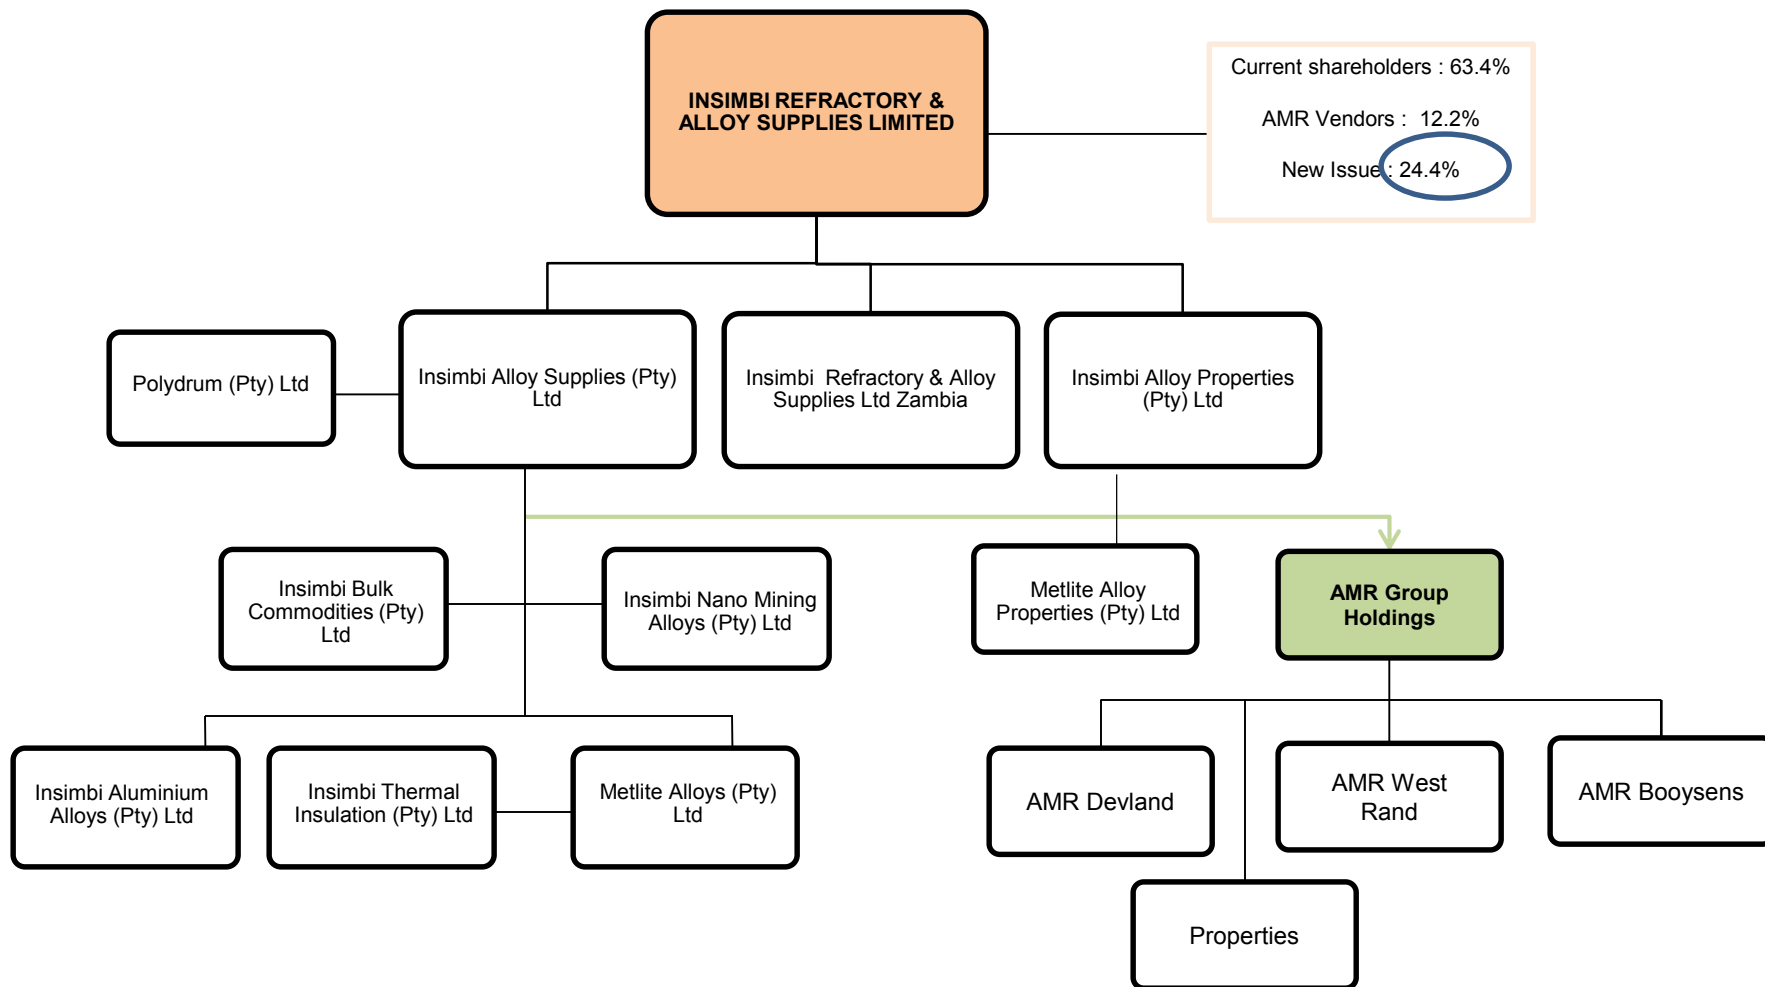 INSIMBI REFRACTORY &
ALLOY SUPPLIES LIMITED
Current shareholders : 63.4%
AMR Vendors : 12.2%
New Issue : 24.4%
Polydrum (Pty) Ltd
Insimbi Alloy Supplies (Pty)
Ltd
Insimbi Refractory & Alloy
Supplies Ltd Zambia
Insimbi Alloy Properties
(Pty) Ltd
Insimbi Bulk
Commodities (Pty)
Ltd
Insimbi Nano Mining
Alloys (Pty) Ltd
Metlite Alloy
Properties (Pty) Ltd
AMR Group
Holdings
Insimbi Aluminium
Alloys (Pty) Ltd
Insimbi Thermal
Insulation (Pty) Ltd
Metlite Alloys (Pty)
Ltd
AMR Devland
AMR West
Rand
AMR Booysens
Properties